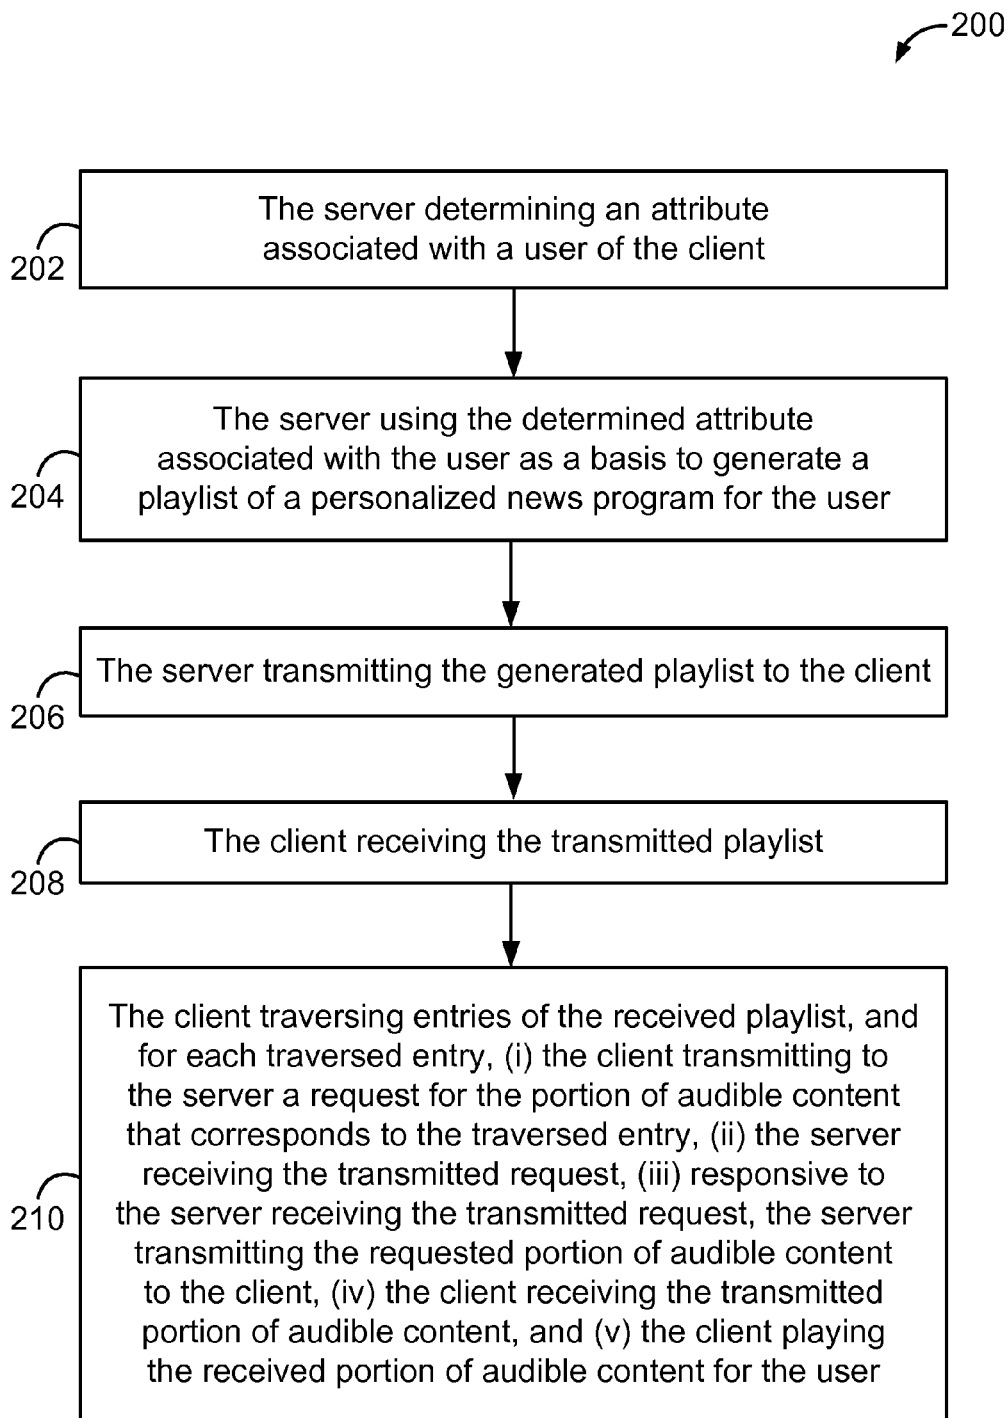 200
The server determining an attribute
associated with a user of the client
202
The server using the determined attribute
associated with the user as a basis to generate a
playlist of a personalized news program for the user
204
The server transmitting the generated playlist to the client
206
The client receiving the transmitted playlist
208
The client traversing entries of the received playlist, and
for each traversed entry, (i) the client transmitting to
the server a request for the portion of audible content
that corresponds to the traversed entry, (ii) the server
receiving the transmitted request, (iii) responsive to
the server receiving the transmitted request, the server
transmitting the requested portion of audible content
to the client, (iv) the client receiving the transmitted
portion of audible content, and (v) the client playing
the received portion of audible content for the user
210